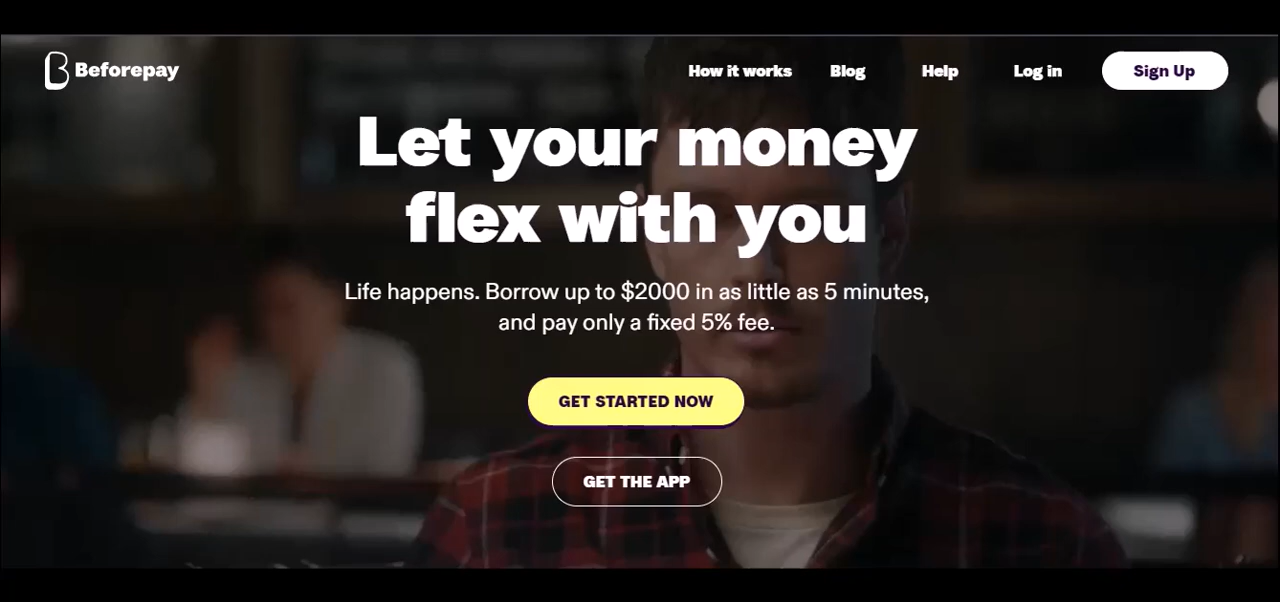 Beforepay
How it works
Blog
Help
Log in
Sign Up
Let your money
flex with you
Life happens. Borrow up to $2000 in as little as 5 minutes,
and pay only a fixed 5% fee.
GET STARTED NOW
GET THE APP